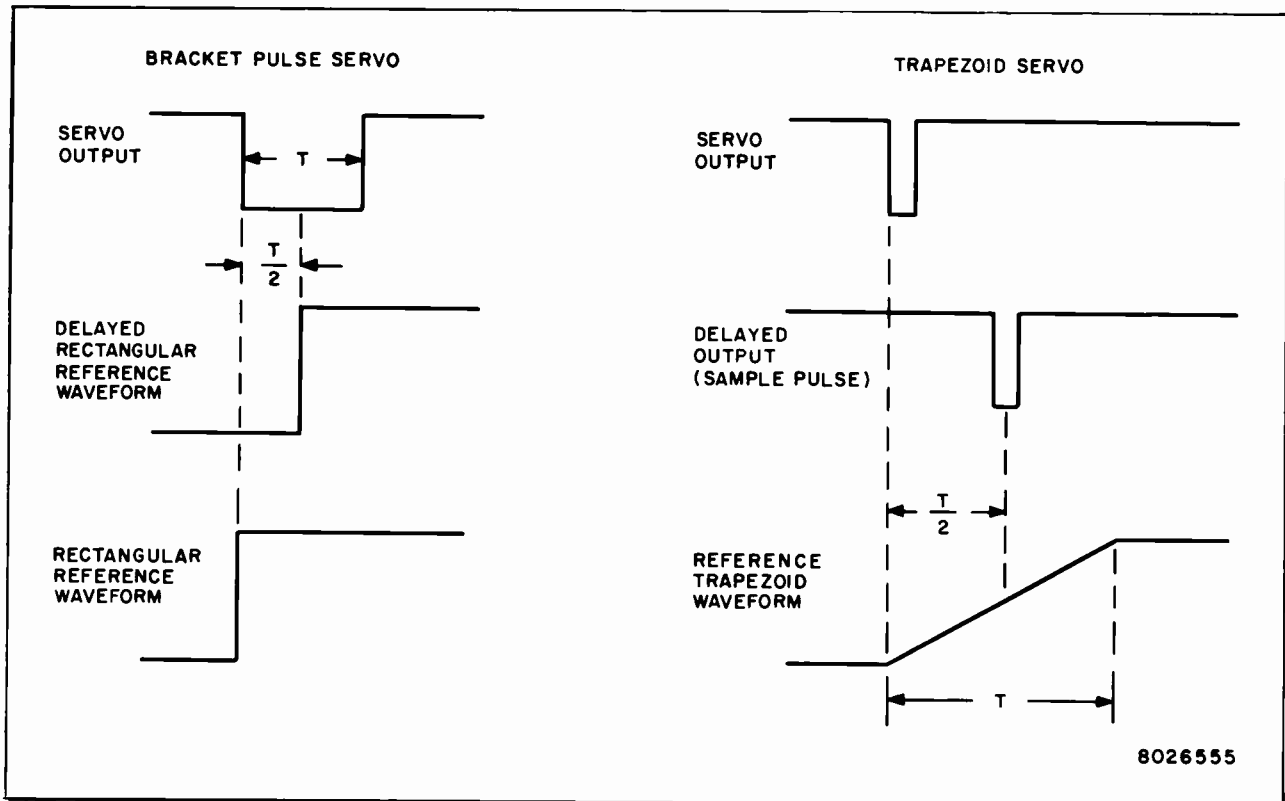 BRACKET PULSE SERVO
SERVO
OUTPUT
T
T
2
DELAYED
RECTANGULAR
REFERENCE
WAVEFORM
RECTANGULAR
REFERENCE
WAVEFORM
TRAPEZOID SERVO
SERVO
OUTPUT
DELAYED
OUTPUT
(SAMPLE PULSE)
T
2
REFERENCE
TRAPEZOID
WAVEFORM
T
8026555